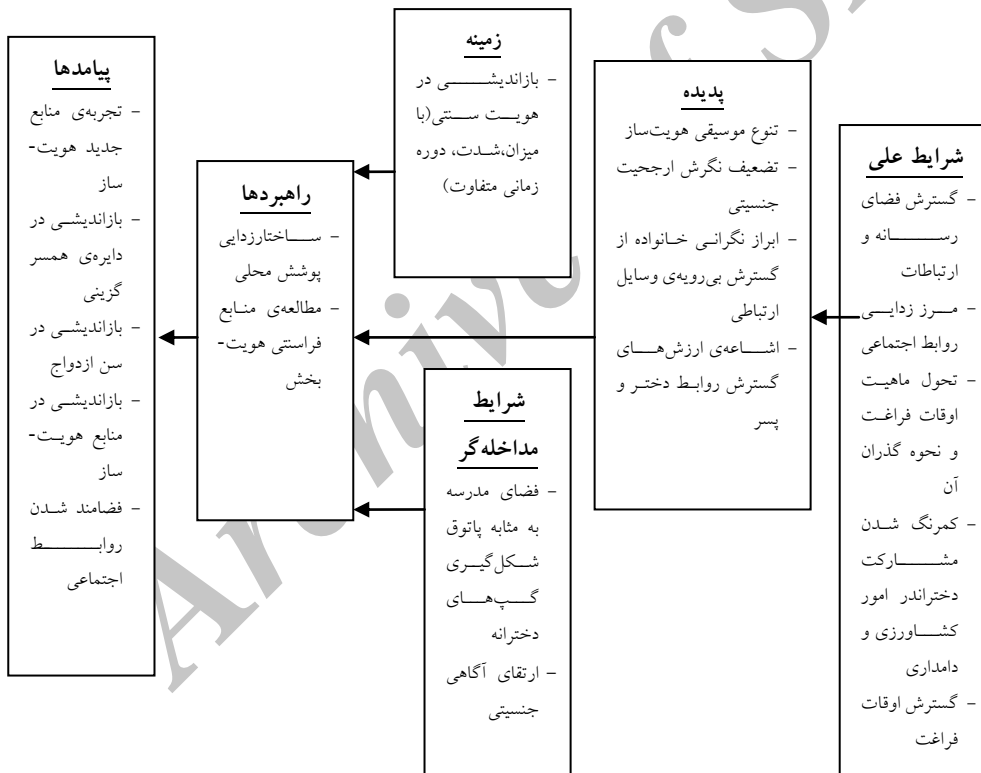 زمینه
- بازاندیشی در
هویت سنتی(با
میزان،شدت، دوره
زمانی متفاوت)
پیامدها
- تجربه‌ی منابع
جدید هویت-
ساز
- بازاندیشی در
دایره‌ی همسر
گزینی
- بازاندیشی در
سن ازدواج
- بازاندیشی در
منابع هویت-
ساز
- فضامند شدن
روابط
اجتماعی
پدیده
- تنوع موسیقی هویت‌ساز
- تضعیف نگرش ارجحیت
جنسیتی
- ابراز نگرانی خانواده از
گسترش بی‌رویه‌ی وسایل
ارتباطی
- اشاعه‌ی ارزش‌های
گسترش روابط دختر و
پسر
شرایط علی
- گسترش فضای
رسانه و
ارتباطات
- مرز زدایی
روابط اجتماعی
- تحول ماهیت
اوقات فراغت
و نحوه گذران
آن
- کمرنگ شدن
مشارکت
دختراندر امور
کشاورزی و
دامداری
- گسترش اوقات
فراغت
راهبردها
- ساختارزدایی
پوشش محلی
- مطالعه‌ی منابع
فراسنتی هویت-
بخش
شرایط
مداخله‌گر
- فضای مدرسه
به مثابه پاتوق
شکل‌گیری
گپ‌های
دخترانه
- ارتقای آگاهی
جنسیتی
Archive of S